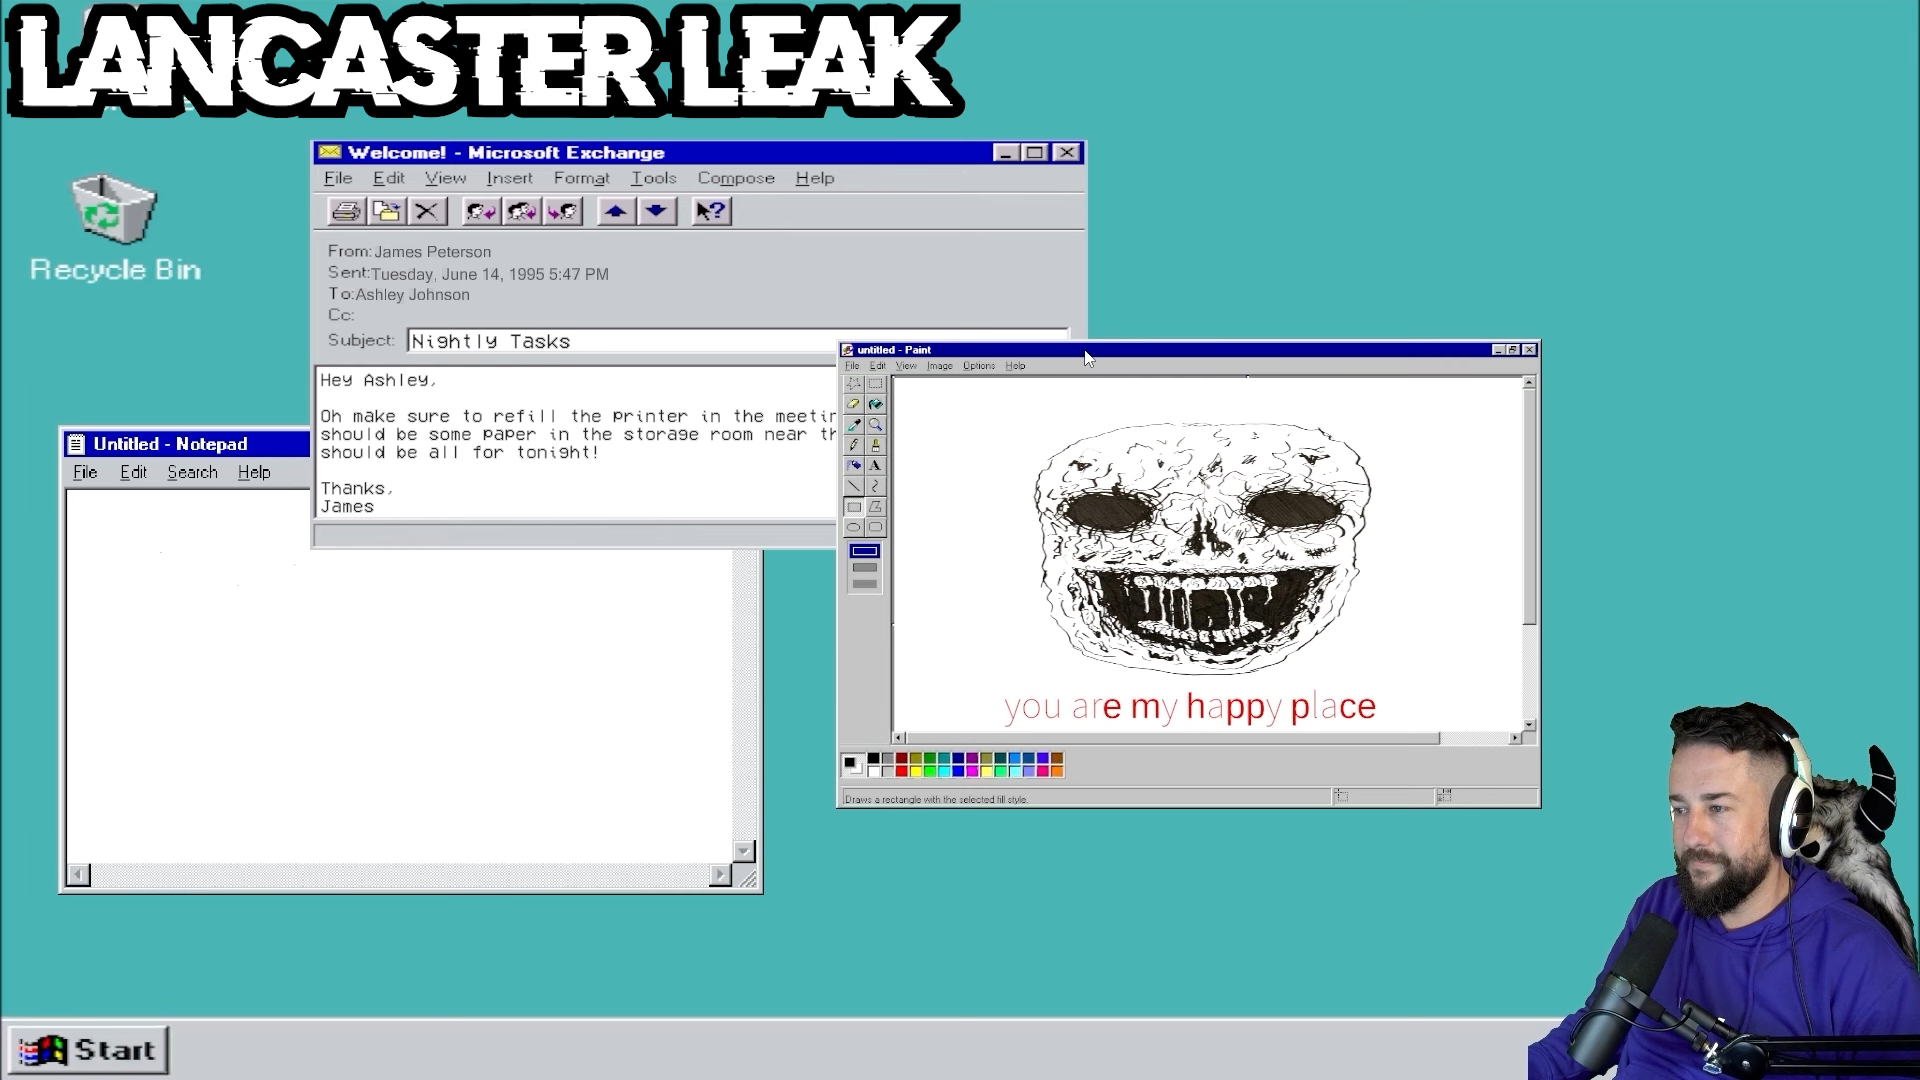 LANCASTER LEAK
Recycle Bin
Welcome! - Microsoft Exchange
File Edit View Insert Format Tools Compose Help
From: James Peterson
Sent: Tuesday, June 14, 1995 5:47 PM
To: Ashley Johnson
Cc:
Subject: Nightly Tasks
Hey Ashley,
Oh make sure to refill the printer in the
should be some paper in the storage room near
should be all for tonight!
Thanks,
James
Untitled - Notepad
File Edit Search Help
untitled - Paint
File Edit View Image Options Help
you are my happy place
Draws a rectangle with the selected fill style.
Start